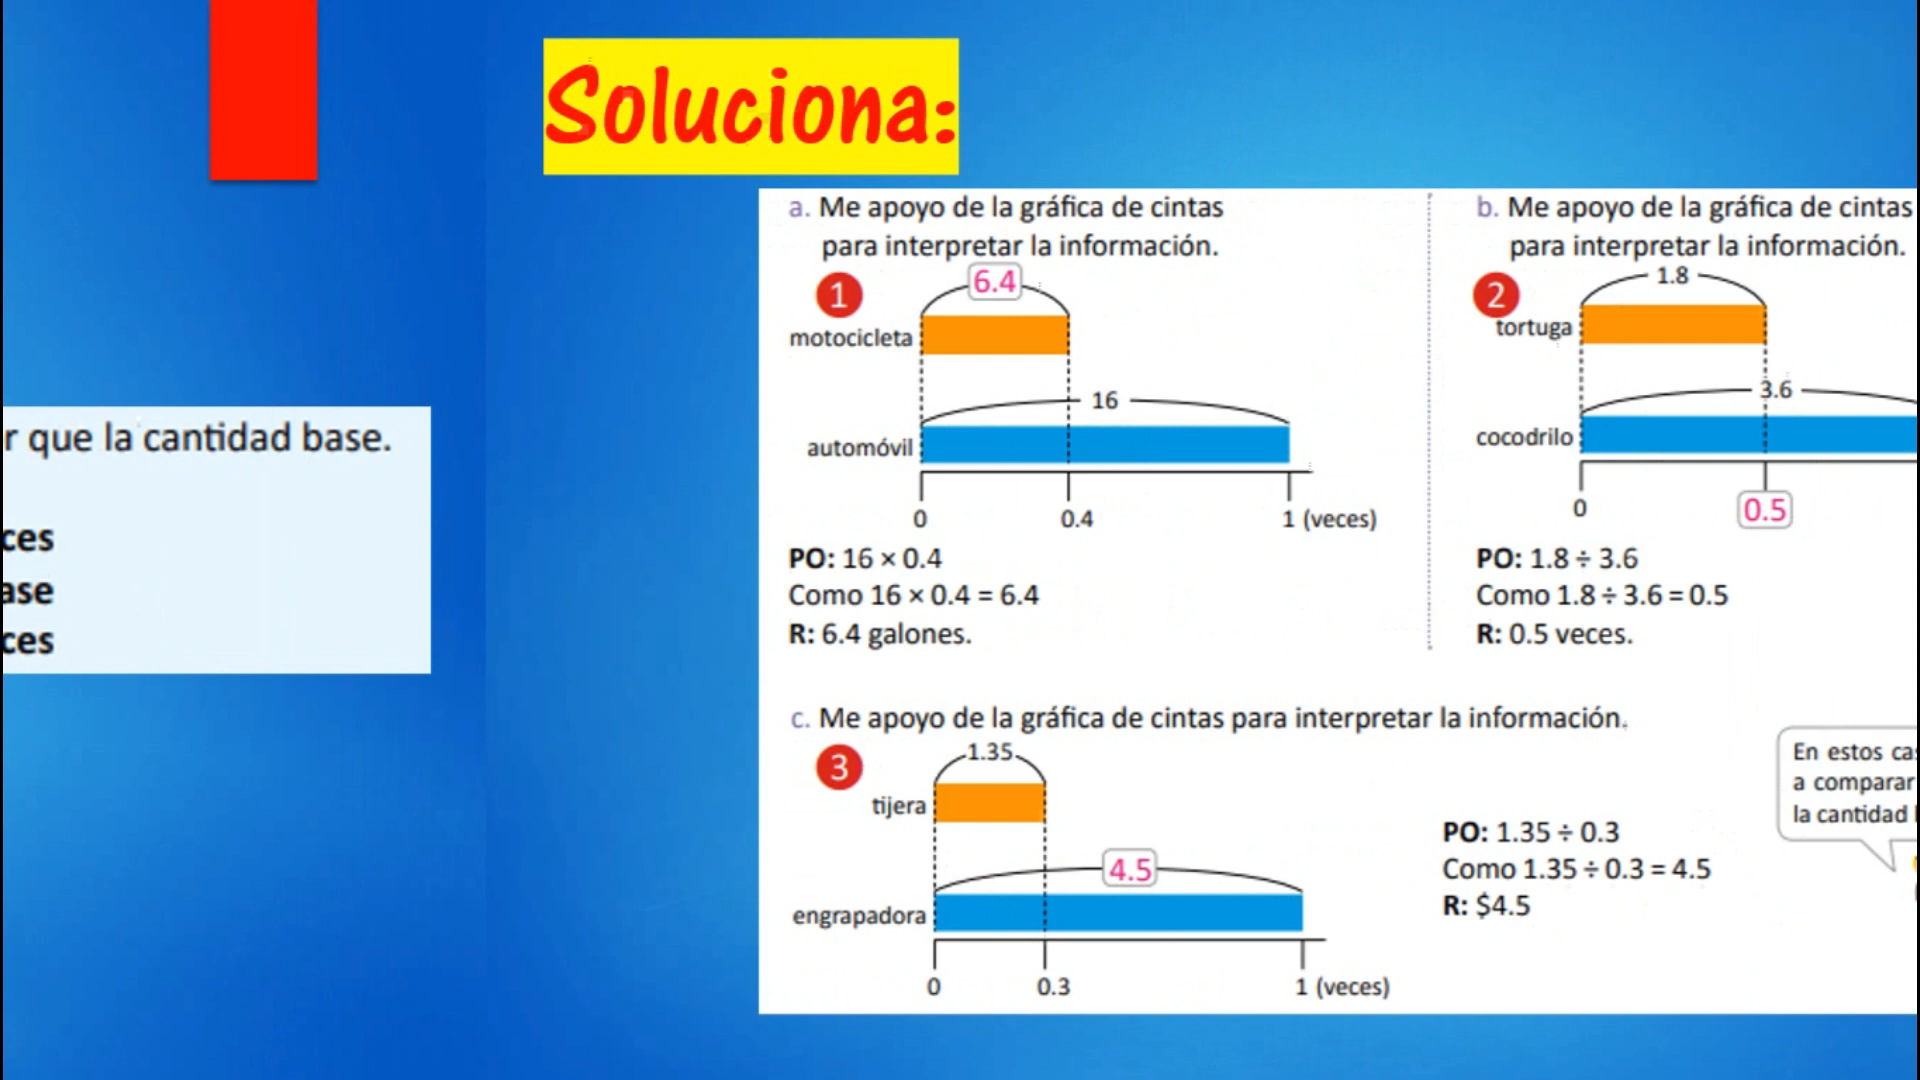 Soluciona:
r que la cantidad base.
ces
ase
ces
a. Me apoyo de la gráfica de cintas
para interpretar la información.
1
6.4
motocicleta
16
automóvil
0 0.4 1 (veces)
PO: 16 × 0.4
Como 16 × 0.4 = 6.4
R: 6.4 galones.
b. Me apoyo de la gráfica de cintas
para interpretar la información.
2
1.8
tortuga
3.6
cocodrilo
0 0.5
PO: 1.8 ÷ 3.6
Como 1.8 ÷ 3.6 = 0.5
R: 0.5 veces.
c. Me apoyo de la gráfica de cintas para interpretar la información.
3
1.35
tijera
4.5
engrapadora
0 0.3 1 (veces)
PO: 1.35 ÷ 0.3
Como 1.35 ÷ 0.3 = 4.5
R: $4.5
En estos ca
a comparar
la cantidad